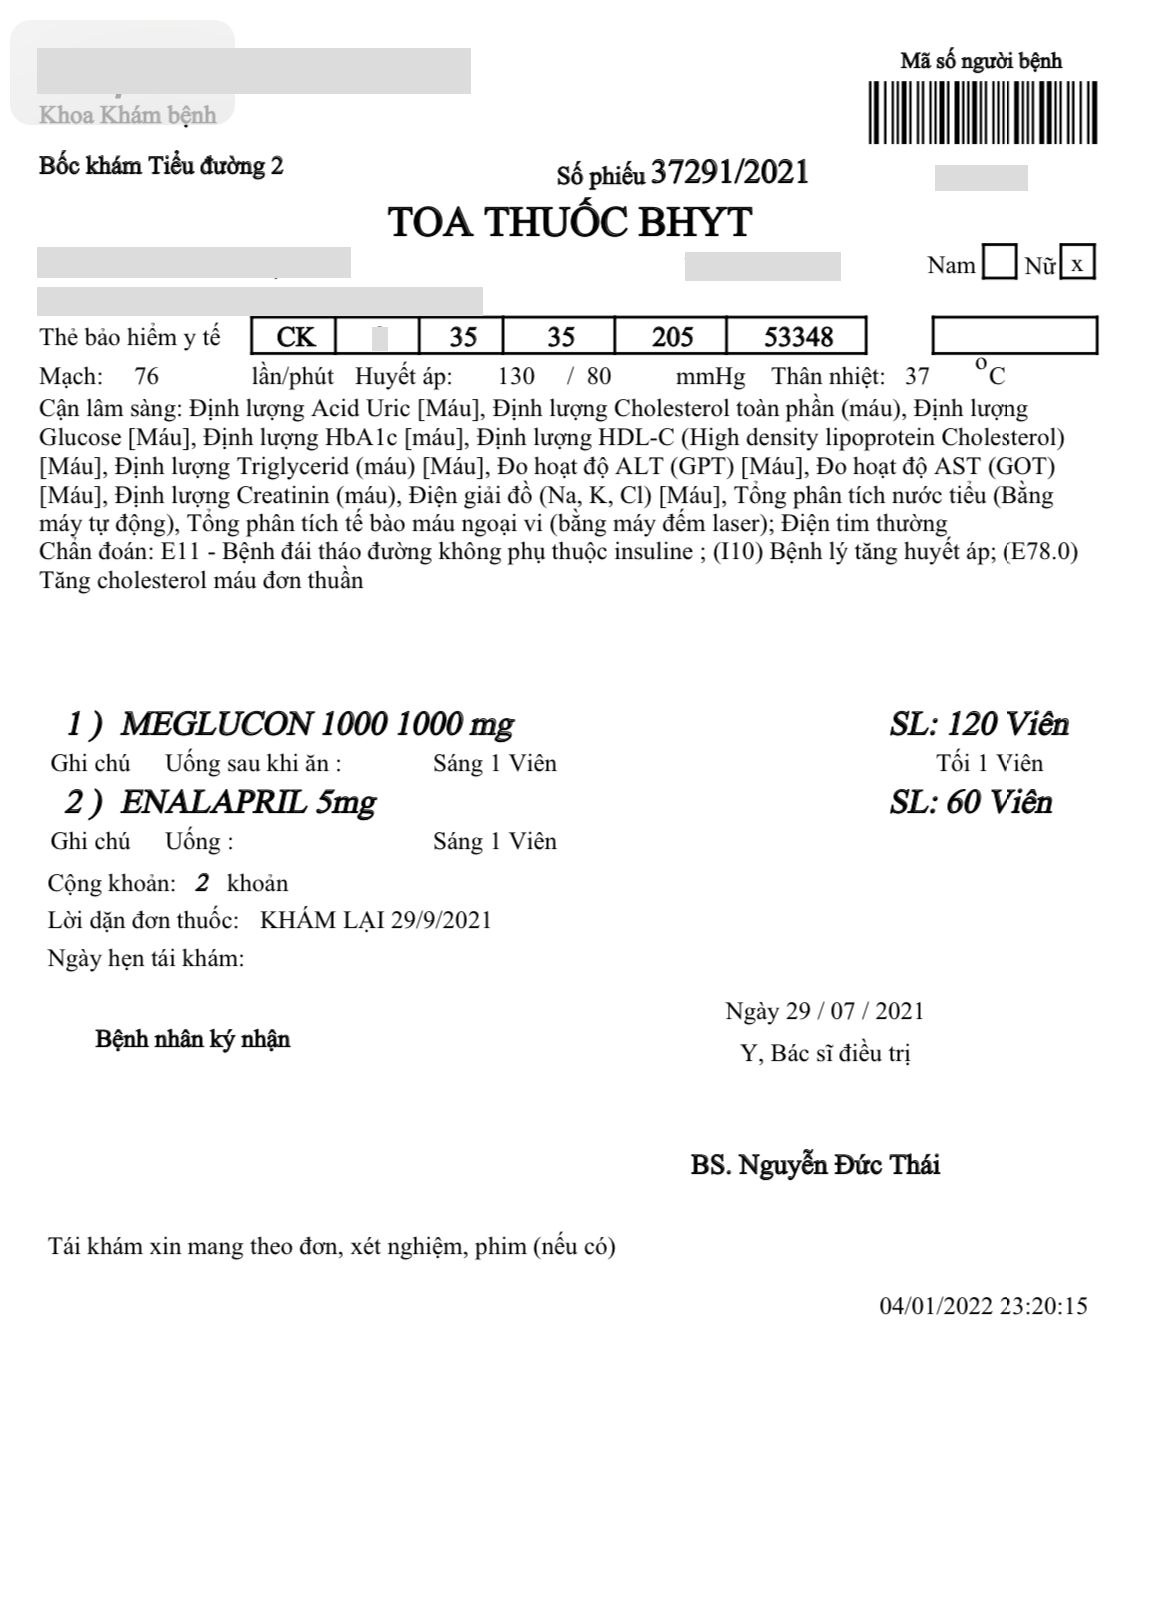 Mã số người bệnh
Khoa Khám bệnh
Bốc khám Tiểu đường 2
Số phiếu 37291/2021
TOA THUỐC BHYT
Nam Nữ x
Thẻ bảo hiểm y tế CK 35 35 205 53348
Mạch: 76 lần/phút Huyết áp: 130 / 80 mmHg Thân nhiệt: 37 °C
Cận lâm sàng: Định lượng Acid Uric [Máu], Định lượng Cholesterol toàn phần (máu), Định lượng
Glucose [Máu], Định lượng HbA1c [máu], Định lượng HDL-C (High density lipoprotein Cholesterol)
[Máu], Định lượng Triglycerid (máu) [Máu], Đo hoạt độ ALT (GPT) [Máu], Đo hoạt độ AST (GOT)
[Máu], Định lượng Creatinin (máu), Điện giải đồ (Na, K, Cl) [Máu], Tổng phân tích nước tiểu (Bằng
máy tự động), Tổng phân tích tế bào máu ngoại vi (bằng máy đếm laser); Điện tim thường
Chẩn đoán: E11 - Bệnh đái tháo đường không phụ thuộc insuline ; (I10) Bệnh lý tăng huyết áp; (E78.0)
Tăng cholesterol máu đơn thuần
1 ) MEGLUCON 1000 1000 mg SL: 120 Viên
Ghi chú Uống sau khi ăn : Sáng 1 Viên Tối 1 Viên
2 ) ENALAPRIL 5mg SL: 60 Viên
Ghi chú Uống : Sáng 1 Viên
Cộng khoản: 2 khoản
Lời dặn đơn thuốc: KHÁM LẠI 29/9/2021
Ngày hẹn tái khám:
Ngày 29 / 07 / 2021
Bệnh nhân ký nhận
Y, Bác sĩ điều trị
BS. Nguyễn Đức Thái
Tái khám xin mang theo đơn, xét nghiệm, phim (nếu có)
04/01/2022 23:20:15